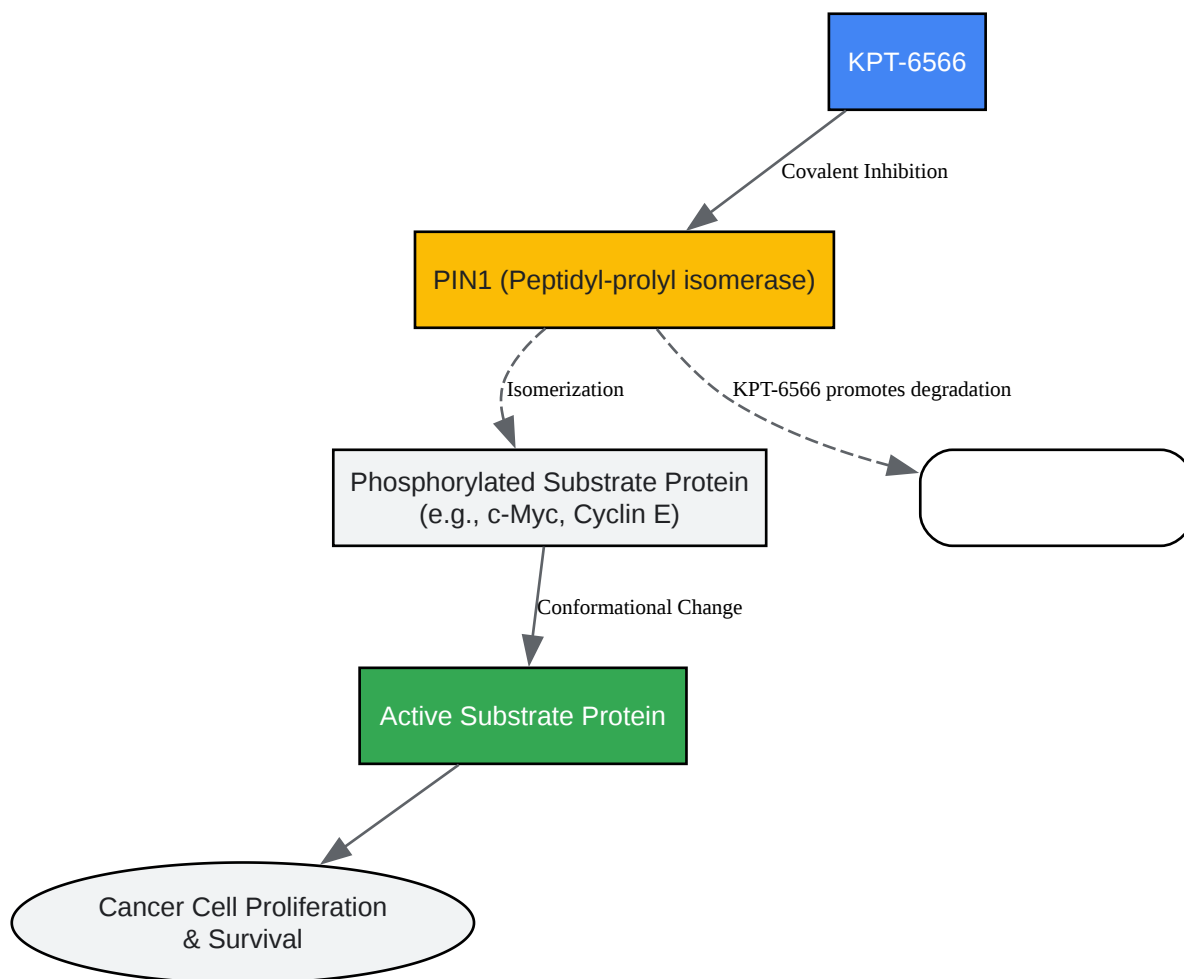 KPT-6566
Covalent Inhibition
PIN1 (Peptidyl-prolyl isomerase)
Isomerization
KPT-6566 promotes degradation
Phosphorylated Substrate Protein
(e.g., c-Myc, Cyclin E)
Conformational Change
Active Substrate Protein
Cancer Cell Proliferation
& Survival